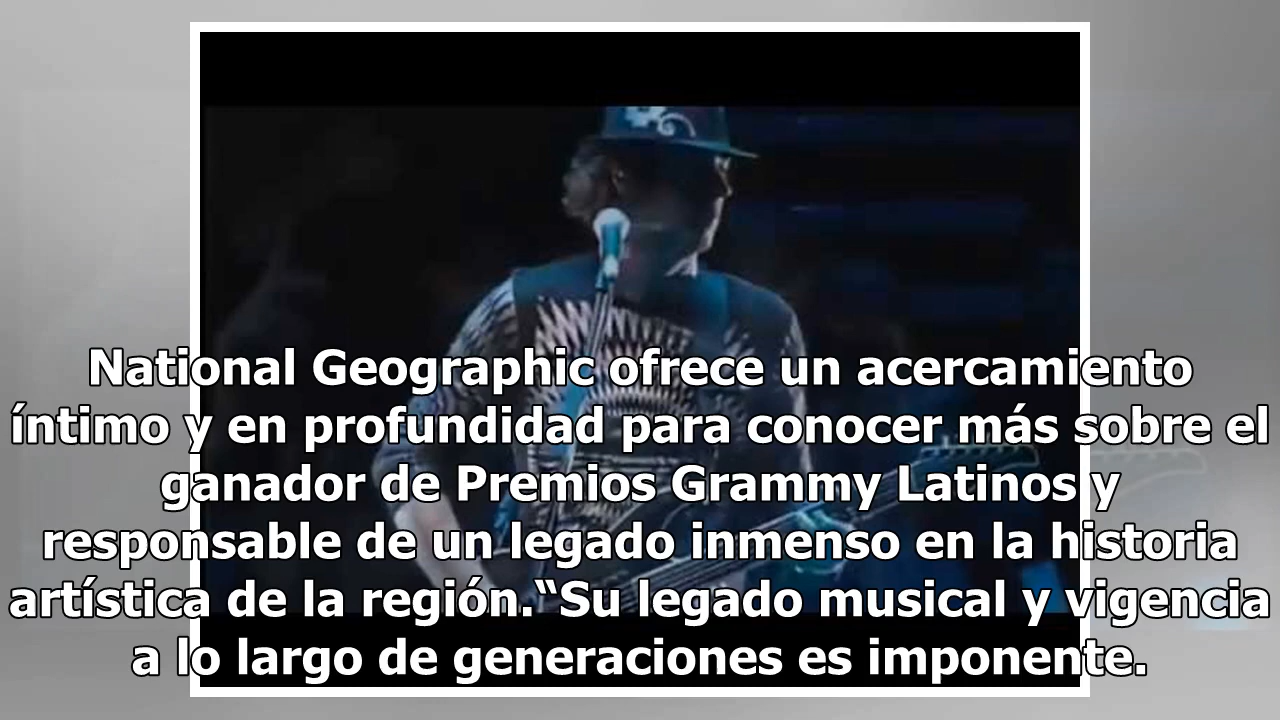 National Geographic ofrece un acercamiento
íntimo y en profundidad para conocer más sobre el
ganador de Premios Grammy Latinos y
responsable de un legado inmenso en la historia
artística de la región.“Su legado musical y vigencia
a lo largo de generaciones es imponente.